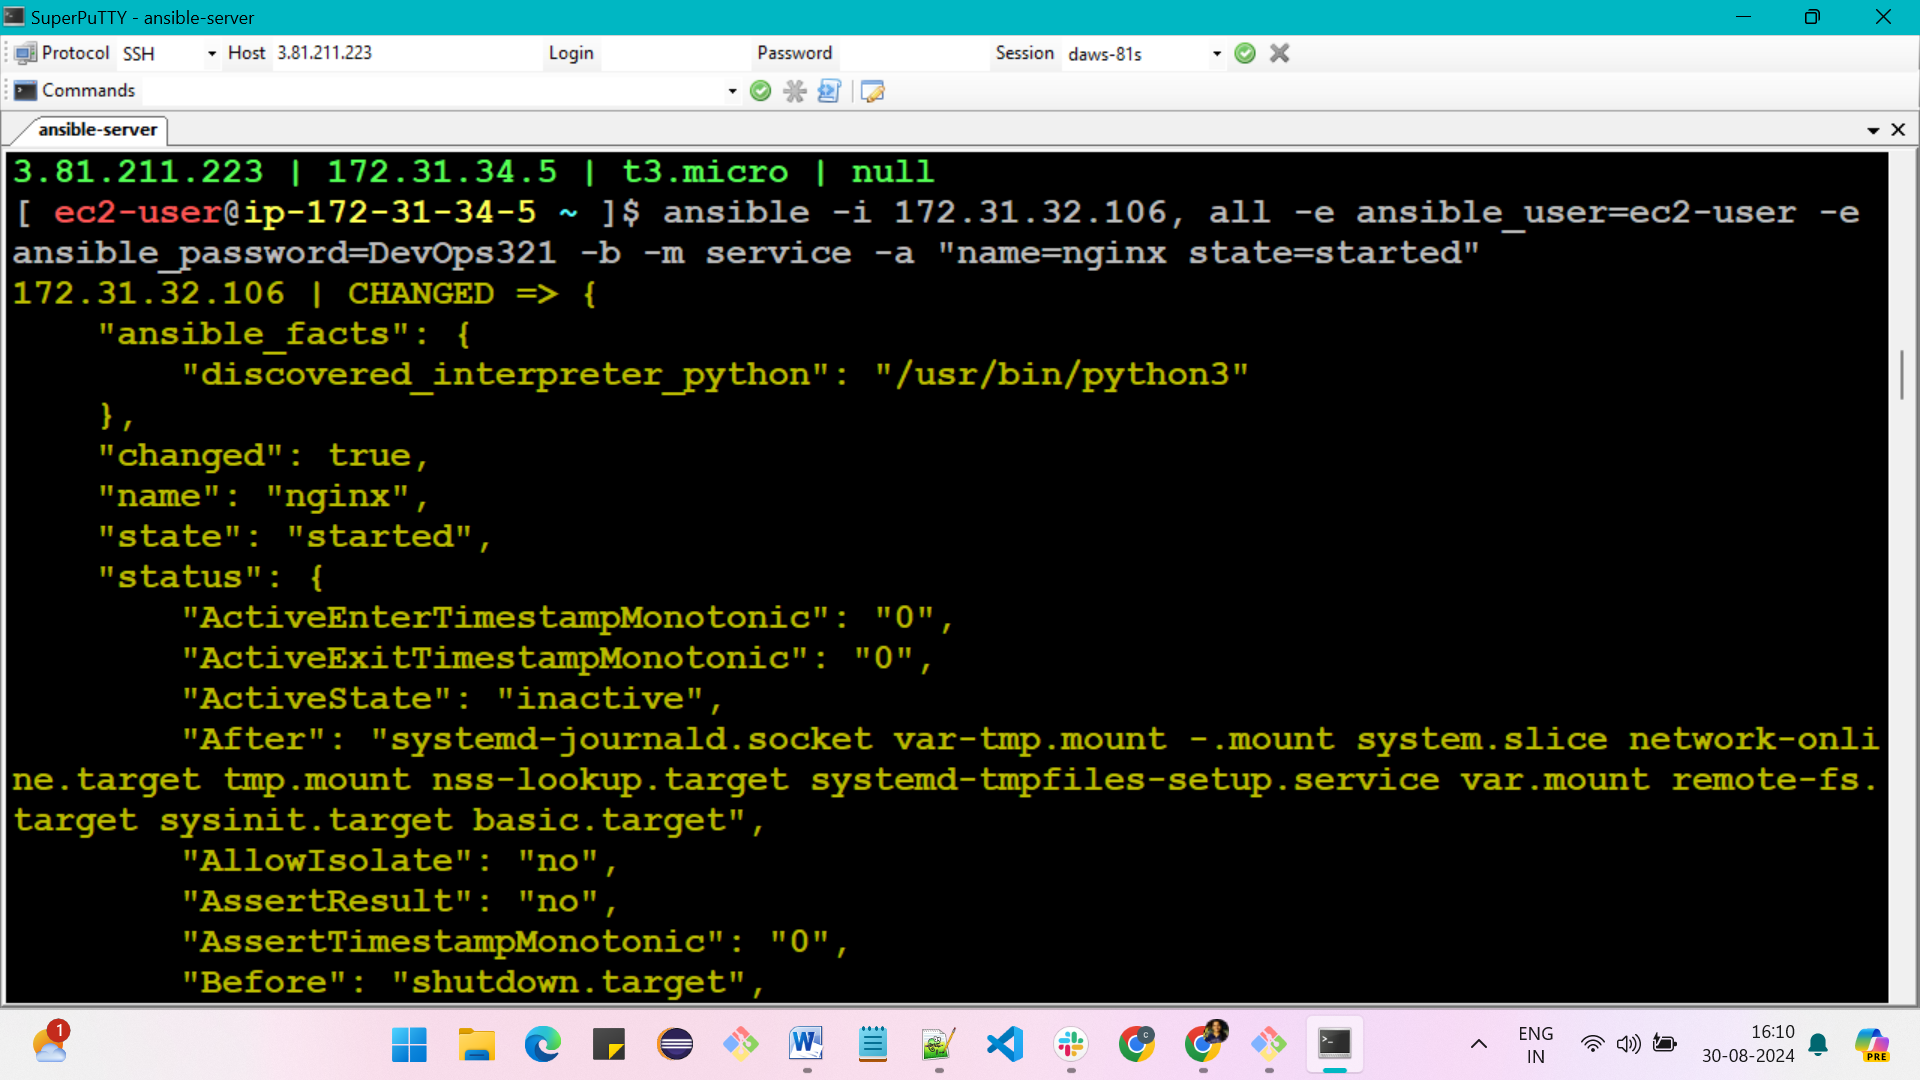 SuperPuTTY - ansible-server
Protocol SSH Host 3.81.211.223 Login Password Session daws-81s
Commands
ansible-server
3.81.211.223 | 172.31.34.5 | t3.micro | null
[ ec2-user@ip-172-31-34-5 ~ ]$ ansible -i 172.31.32.106, all -e ansible_user=ec2-user -e
ansible_password=DevOps321 -b -m service -a "name=nginx state=started"
172.31.32.106 | CHANGED => {
    "ansible_facts": {
        "discovered_interpreter_python": "/usr/bin/python3"
    },
    "changed": true,
    "name": "nginx",
    "state": "started",
    "status": {
        "ActiveEnterTimestampMonotonic": "0",
        "ActiveExitTimestampMonotonic": "0",
        "ActiveState": "inactive",
        "After": "systemd-journald.socket var-tmp.mount -.mount system.slice network-onli
ne.target tmp.mount nss-lookup.target systemd-tmpfiles-setup.service var.mount remote-fs.
target sysinit.target basic.target",
        "AllowIsolate": "no",
        "AssertResult": "no",
        "AssertTimestampMonotonic": "0",
        "Before": "shutdown.target",
1
ENG
IN
16:10
30-08-2024
PRE